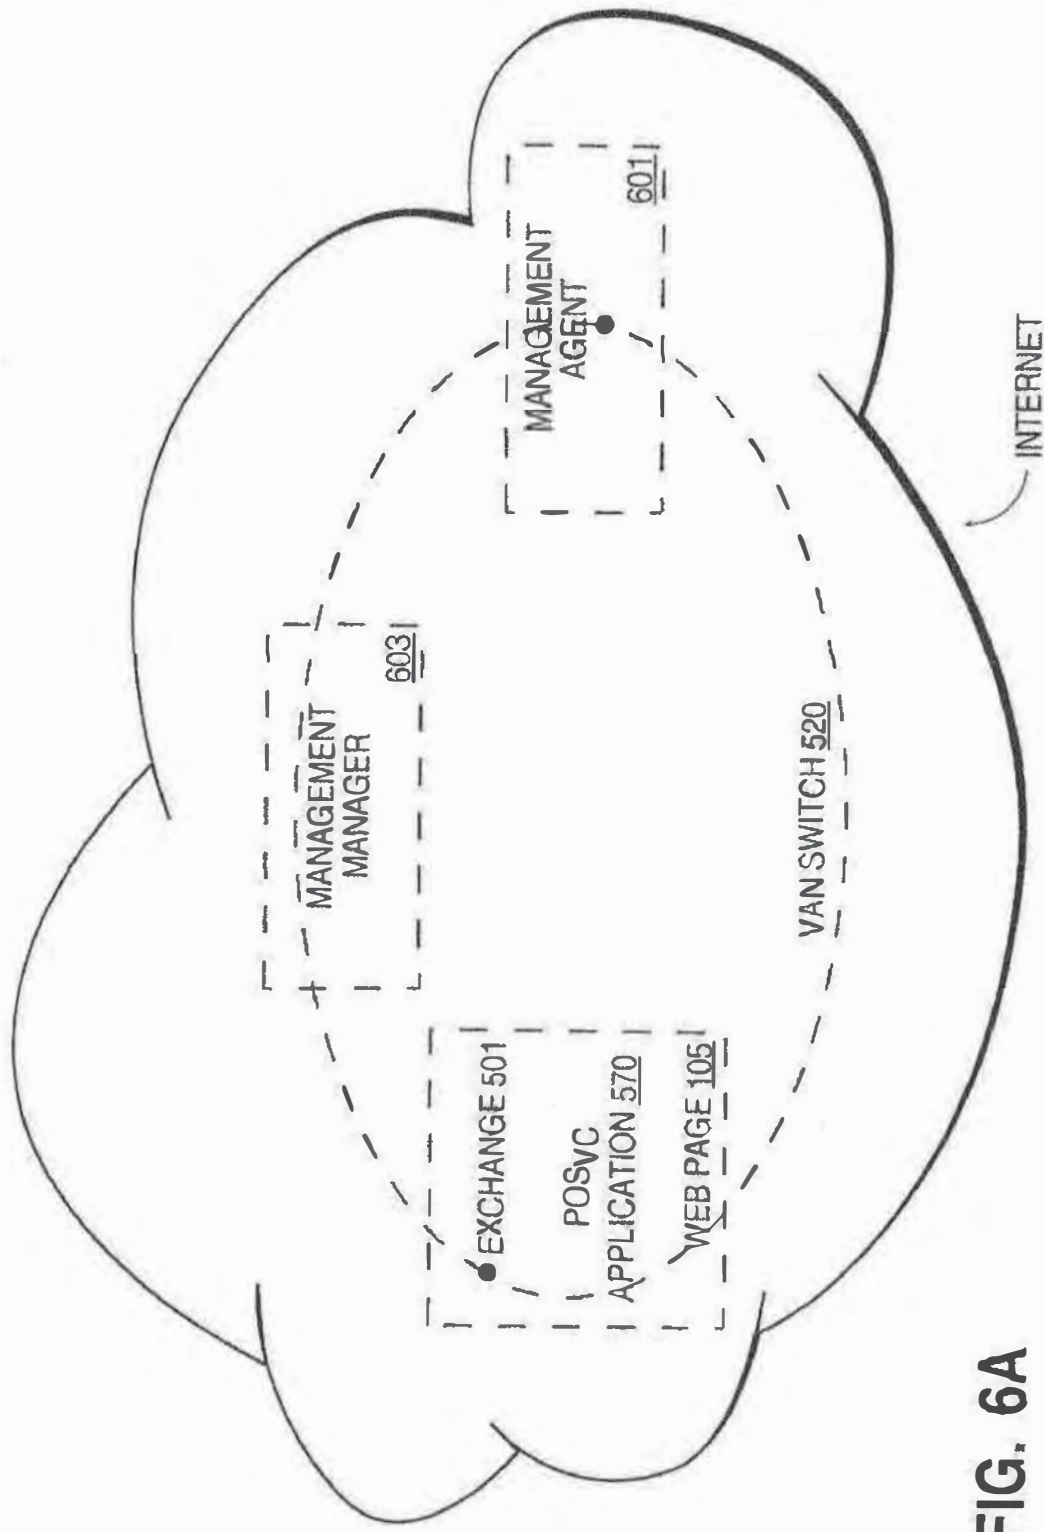 MANAGEMENT
MANAGER
603
MANAGEMENT
AGENT
601
EXCHANGE 501
POSVC
APPLICATION 570
WEB PAGE 105
VAN SWITCH 520
INTERNET
FIG. 6A